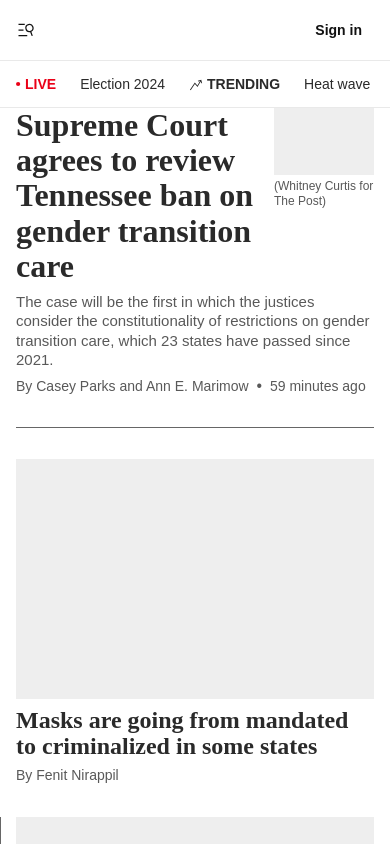 Sign in
LIVE
Election 2024
TRENDING
Heat wave
Supreme Court
agrees to review
Tennessee ban on
gender transition
care
(Whitney Curtis for
The Post)
The case will be the first in which the justices
consider the constitutionality of restrictions on gender
transition care, which 23 states have passed since
2021.
By Casey Parks and Ann E. Marimow • 59 minutes ago
Masks are going from mandated
to criminalized in some states
By Fenit Nirappil